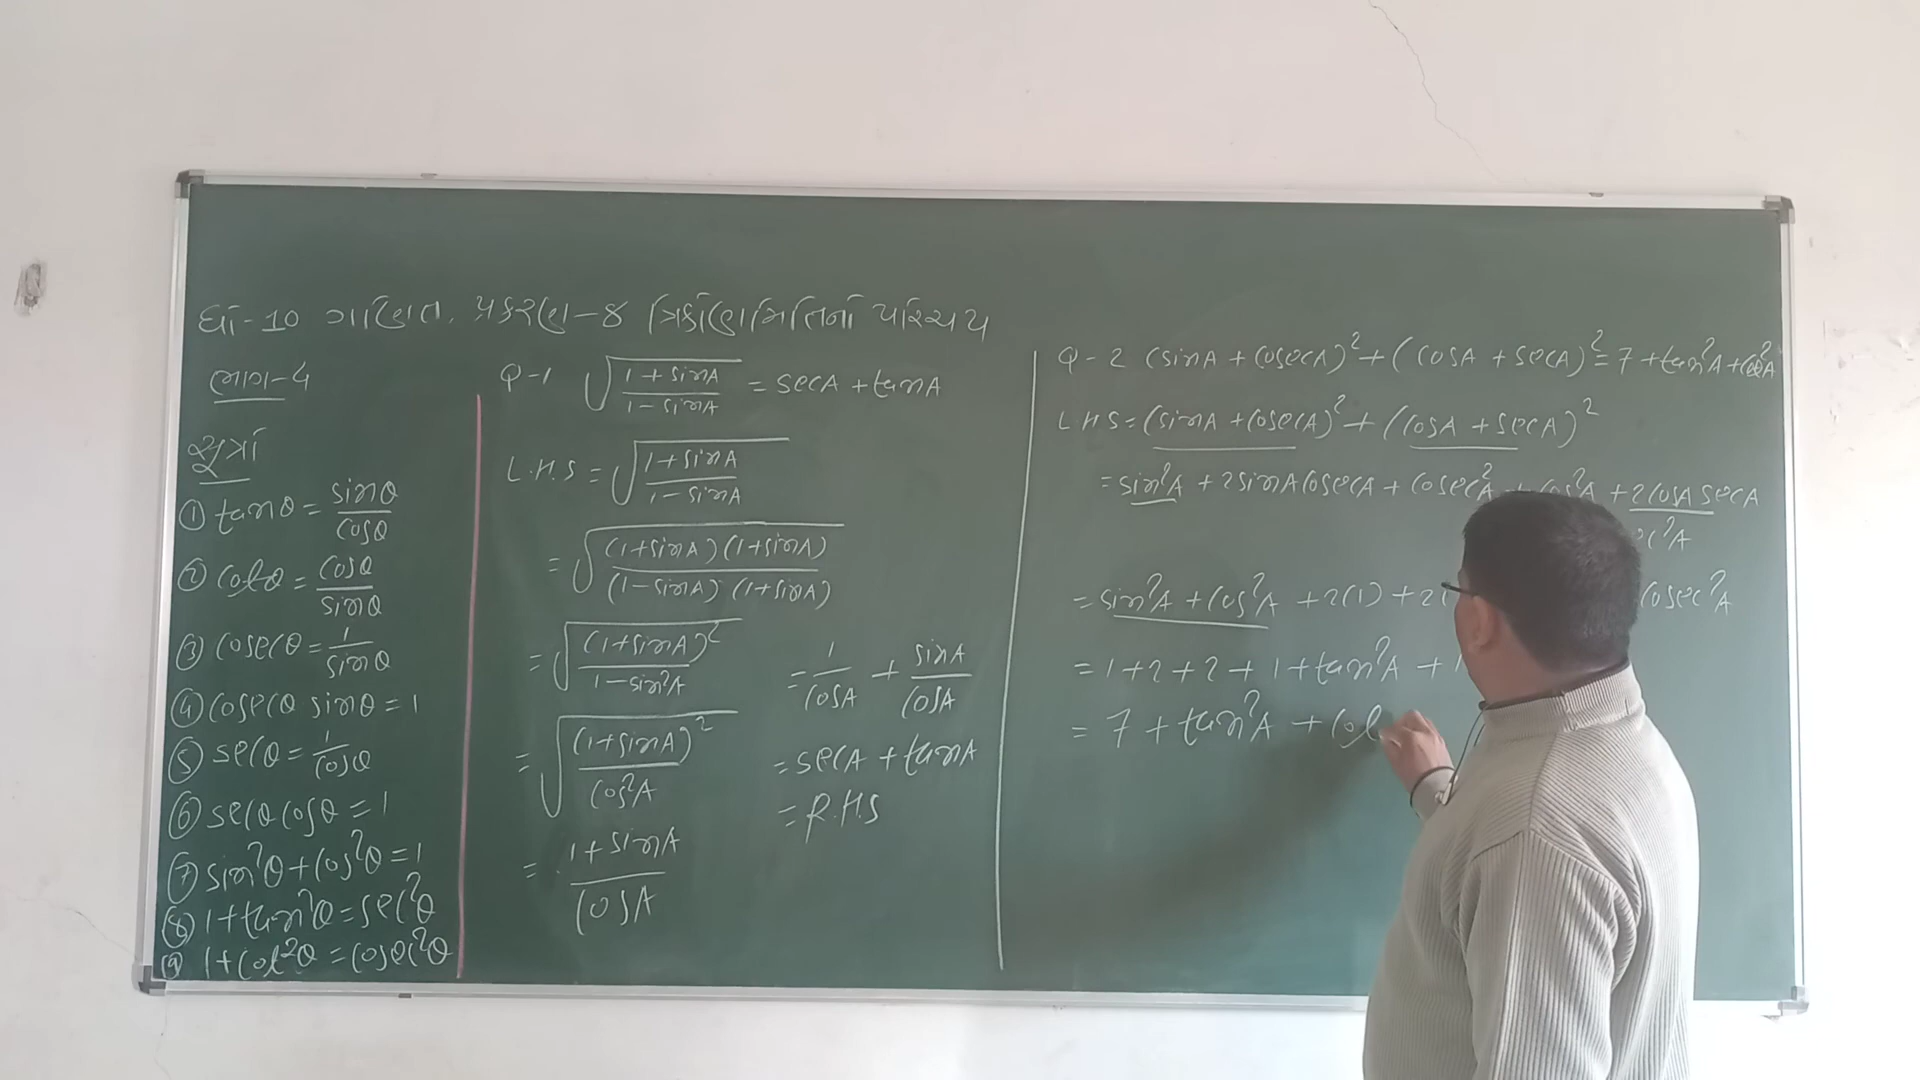 ધો-10 ગણિત. પ્રકરણ-8 ત્રિકોણમિતિનો પરિચય
ભાગ-4
સૂત્રો
① tanθ = sinθ/cosθ
② cotθ = cosθ/sinθ
③ cosecθ = 1/sinθ
④ cosecθ sinθ = 1
⑤ secθ = 1/cosθ
⑥ secθ cosθ = 1
⑦ sin²θ + cos²θ = 1
⑧ 1 + tan²θ = sec²θ
⑨ 1 + cot²θ = cosec²θ
Q-1 √((1+sinA)/(1-sinA)) = secA + tanA
L.H.S = √((1+sinA)/(1-sinA))
= √((1+sinA)(1+sinA)/(1-sinA)(1+sinA))
= √((1+sinA)²/(1-sin²A))
= √((1+sinA)²/cos²A)
= (1+sinA)/cosA
= 1/cosA + sinA/cosA
= secA + tanA
= R.H.S
Q-2 (sinA + cosecA)² + (cosA + secA)² = 7 + tan²A + cot²A
L H S = (sinA + cosecA)² + (cosA + secA)²
= sin²A + 2sinA cosecA + cosec²A + cos²A + 2cosA secA
c²A
= sin²A + cos²A + 2(1) + 2( cosec²A
= 1 + 2 + 2 + 1 + tan²A + 1
= 7 + tan²A + cot